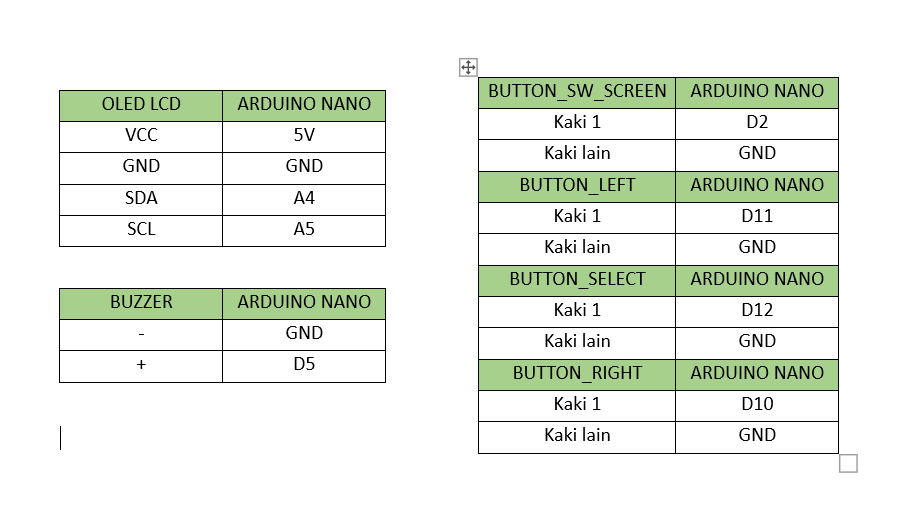 OLED LCD ARDUINO NANO
VCC 5V
GND GND
SDA A4
SCL A5
BUZZER ARDUINO NANO
- GND
+ D5
BUTTON_SW_SCREEN ARDUINO NANO
Kaki 1 D2
Kaki lain GND
BUTTON_LEFT ARDUINO NANO
Kaki 1 D11
Kaki lain GND
BUTTON_SELECT ARDUINO NANO
Kaki 1 D12
Kaki lain GND
BUTTON_RIGHT ARDUINO NANO
Kaki 1 D10
Kaki lain GND